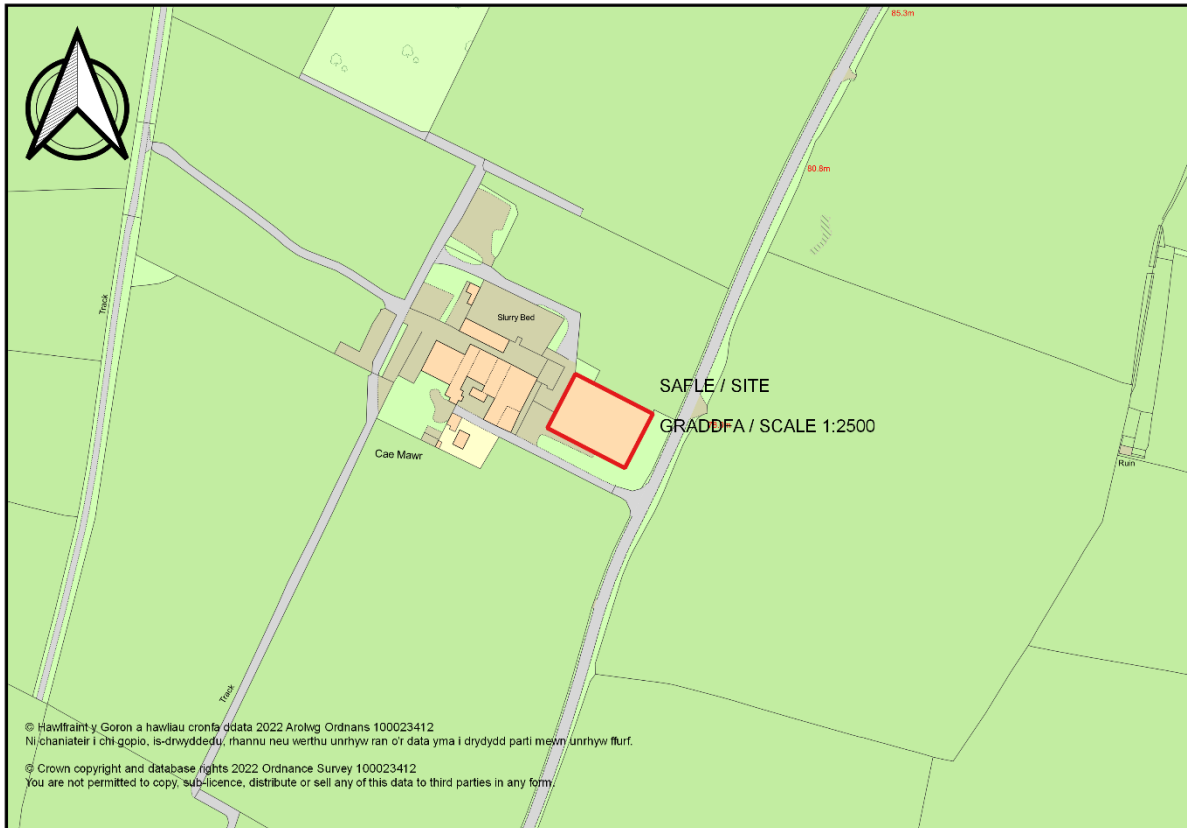 85.3m
80.8m
Track
Slurry Bed
SAFLE / SITE
GRADDFA / SCALE 1:2500
Cae Mawr
Ruin
Track
© Hawlfraint y Goron a hawliau cronfa ddata 2022 Arolwg Ordnans 100023412
Ni chaniateir i chi gopio, is-drwyddedu, rhannu neu werthu unrhyw ran o'r data yma i drydydd parti mewn unrhyw ffurf.
© Crown copyright and database rights 2022 Ordnance Survey 100023412
You are not permitted to copy, sub-licence, distribute or sell any of this data to third parties in any form.